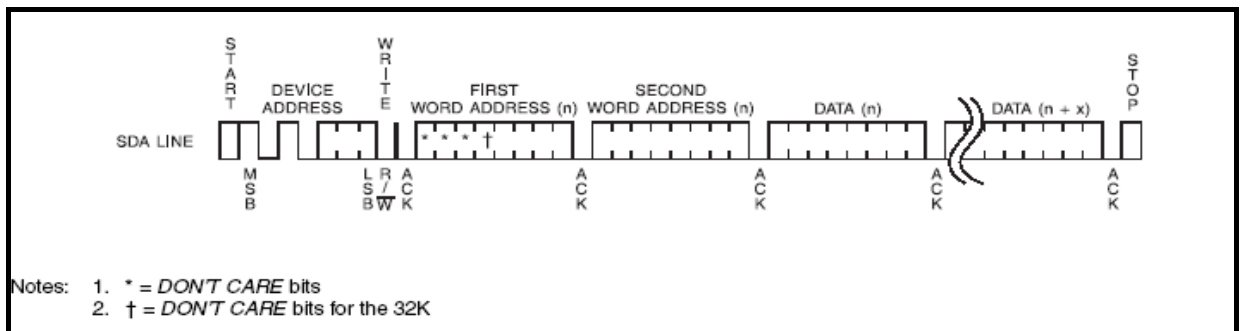 START
WRITE
STOP
DEVICE
ADDRESS
FIRST
WORD ADDRESS (n)
SECOND
WORD ADDRESS (n)
DATA (n)
DATA (n + x)
SDA LINE
* * * †
MSB
LSB
R/W
ACK
ACK
ACK
ACK
ACK
Notes: 1. * = DON'T CARE bits
2. † = DON'T CARE bits for the 32K